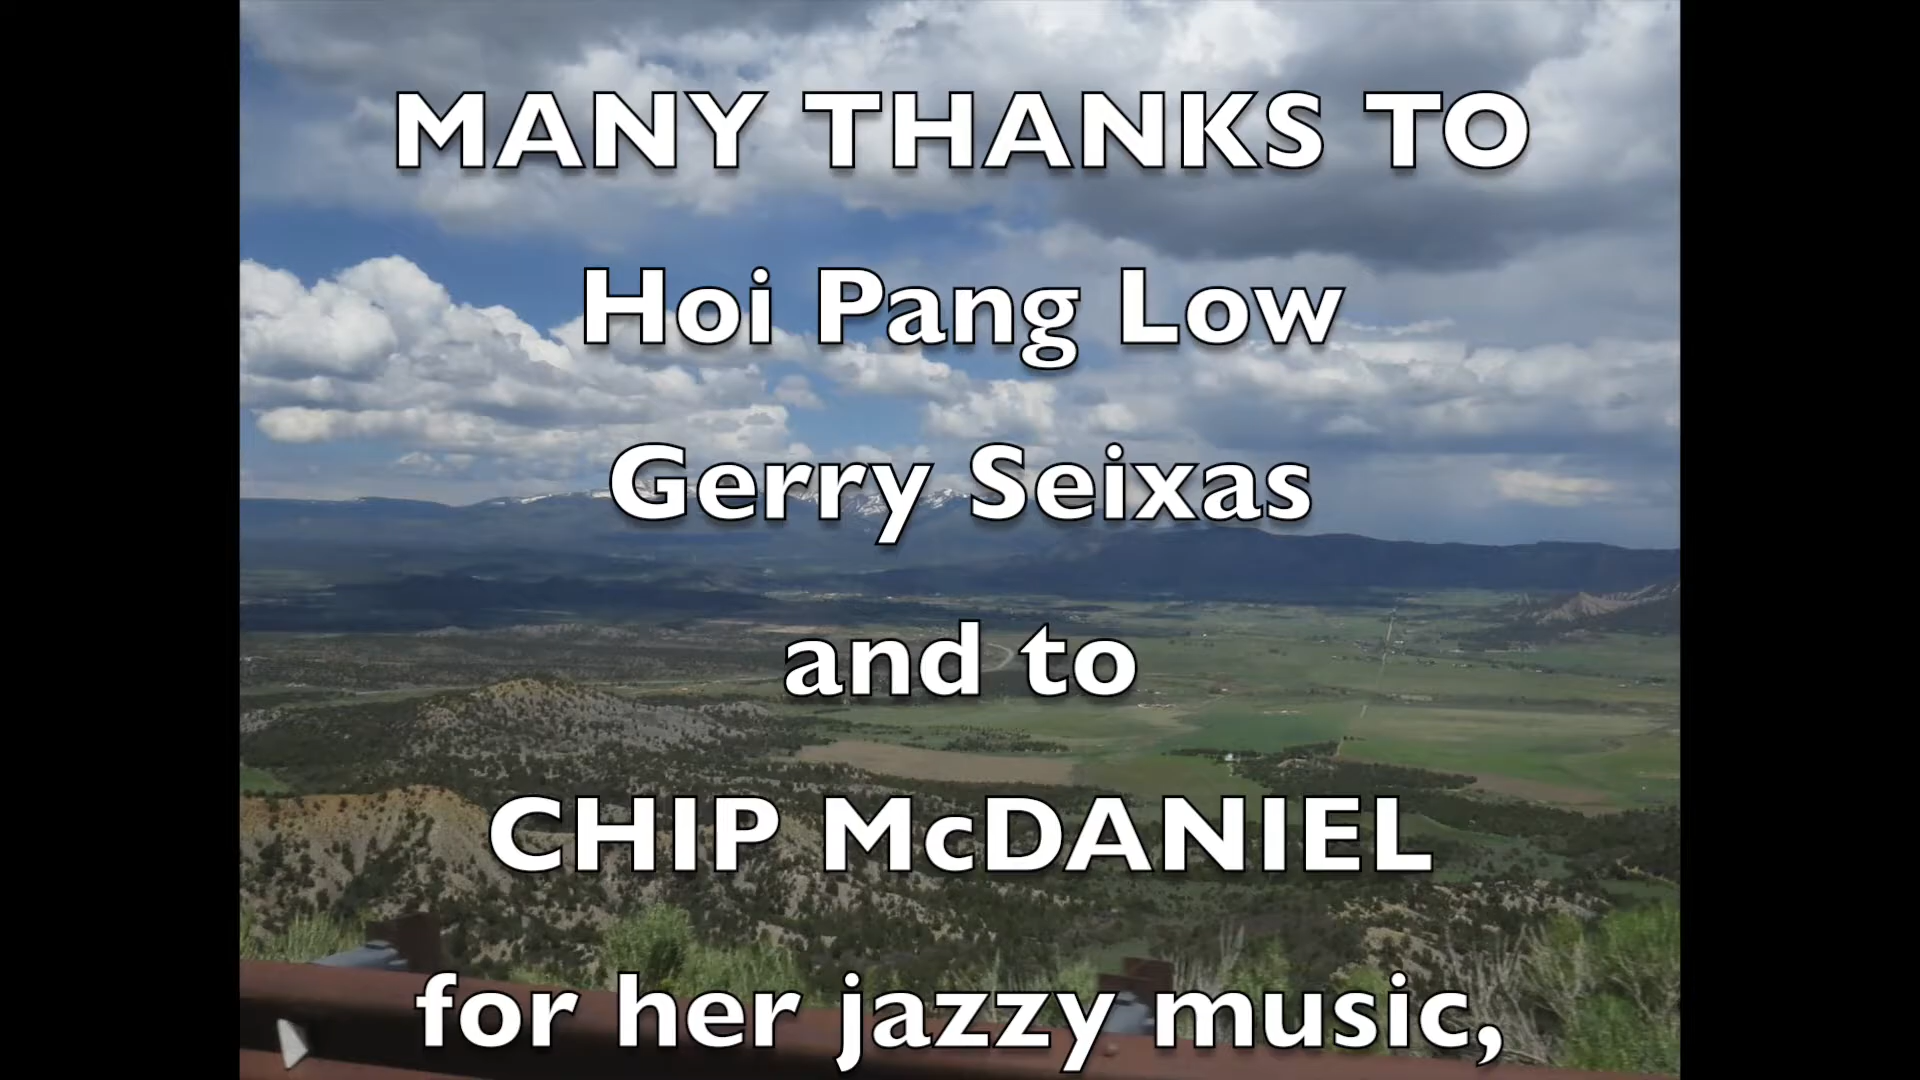 MANY THANKS TO
Hoi Pang Low
Gerry Seixas
and to
CHIP McDANIEL
for her jazzy music,